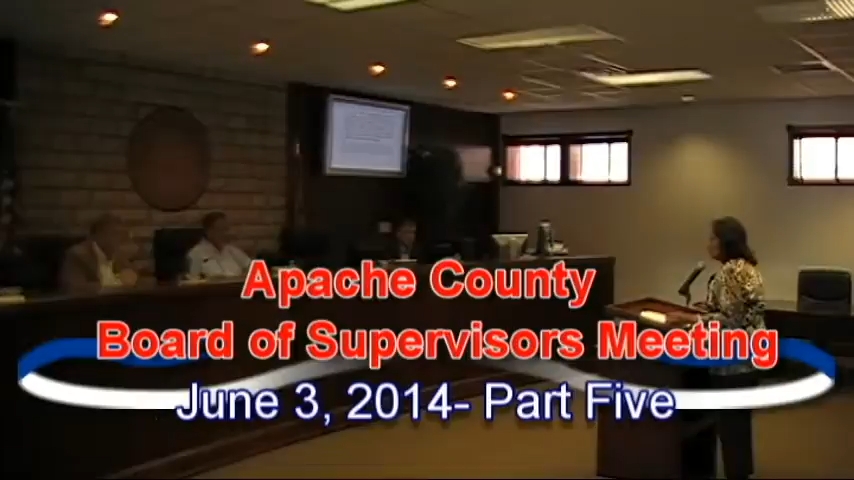 Apache County
Board of Supervisors Meeting
June 3, 2014- Part Five